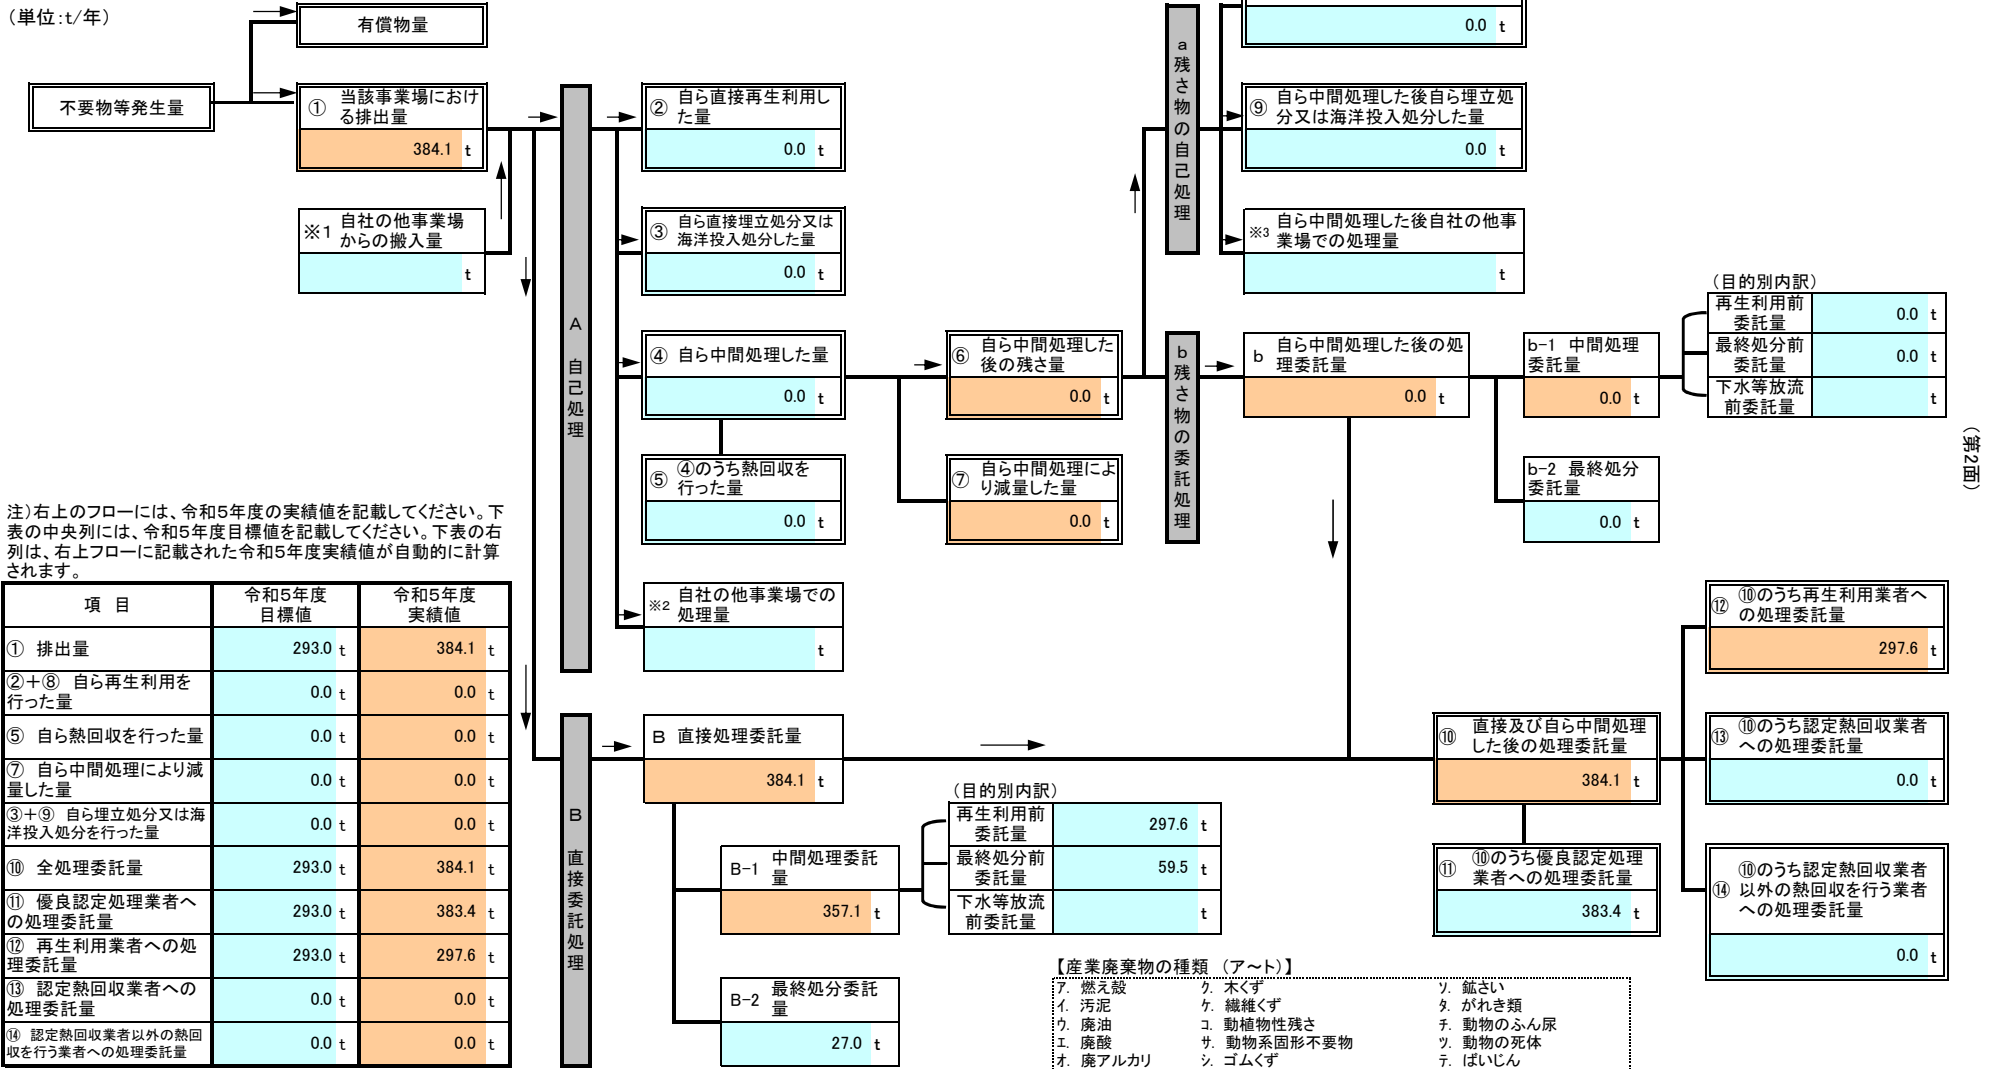 （単位：t/年）
有償物量
不要物等発生量
① 当該事業場におけ
る排出量
384.1 t
※1 自社の他事業場
からの搬入量
t
A 自己処理
② 自ら直接再生利用し
た量
0.0 t
③ 自ら直接埋立処分又は
海洋投入処分した量
0.0 t
④ 自ら中間処理した量
0.0 t
⑤ ④のうち熱回収を
行った量
0.0 t
※2 自社の他事業場での
処理量
t
⑥ 自ら中間処理した
後の残さ量
0.0 t
⑦ 自ら中間処理によ
り減量した量
0.0 t
a 残さ物の自己処理
0.0 t
⑨ 自ら中間処理した後自ら埋立処
分又は海洋投入処分した量
0.0 t
※3 自ら中間処理した後自社の他事
業場での処理量
t
b 残さ物の委託処理
b 自ら中間処理した後の処
理委託量
0.0 t
b-1 中間処理
委託量
0.0 t
b-2 最終処分
委託量
0.0 t
（目的別内訳）
再生利用前
委託量
0.0 t
最終処分前
委託量
0.0 t
下水等放流
前委託量
t
（第2面）
注）右上のフローには、令和5年度の実績値を記載してください。下
表の中央列には、令和5年度目標値を記載してください。下表の右
列は、右上フローに記載された令和5年度実績値が自動的に計算
されます。
項 目 令和5年度 目標値 令和5年度 実績値
① 排出量 293.0 t 384.1 t
②＋⑧ 自ら再生利用を
行った量 0.0 t 0.0 t
⑤ 自ら熱回収を行った量 0.0 t 0.0 t
⑦ 自ら中間処理により減
量した量 0.0 t 0.0 t
③＋⑨ 自ら埋立処分又は海
洋投入処分を行った量 0.0 t 0.0 t
⑩ 全処理委託量 293.0 t 384.1 t
⑪ 優良認定処理業者へ
の処理委託量 293.0 t 383.4 t
⑫ 再生利用業者への処
理委託量 293.0 t 297.6 t
⑬ 認定熱回収業者への
処理委託量 0.0 t 0.0 t
⑭ 認定熱回収業者以外の熱回
収を行う業者への処理委託量 0.0 t 0.0 t
B 直接委託処理
B 直接処理委託量
384.1 t
B-1 中間処理委託
量
357.1 t
B-2 最終処分委託
量
27.0 t
（目的別内訳）
再生利用前
委託量
297.6 t
最終処分前
委託量
59.5 t
下水等放流
前委託量
t
⑩ 直接及び自ら中間処理
した後の処理委託量
384.1 t
⑪ ⑩のうち優良認定処理
業者への処理委託量
383.4 t
⑫ ⑩のうち再生利用業者へ
の処理委託量
297.6 t
⑬ ⑩のうち認定熱回収業者
への処理委託量
0.0 t
⑭ ⑩のうち認定熱回収業者
以外の熱回収を行う業者
への処理委託量
0.0 t
【産業廃棄物の種類 （ア～ト）】
ア. 燃え殻 ク. 木くず ソ. 鉱さい
イ. 汚泥 ケ. 繊維くず タ. がれき類
ウ. 廃油 コ. 動植物性残さ チ. 動物のふん尿
エ. 廃酸 サ. 動物系固形不要物 ツ. 動物の死体
オ. 廃アルカリ シ. ゴムくず テ. ばいじん